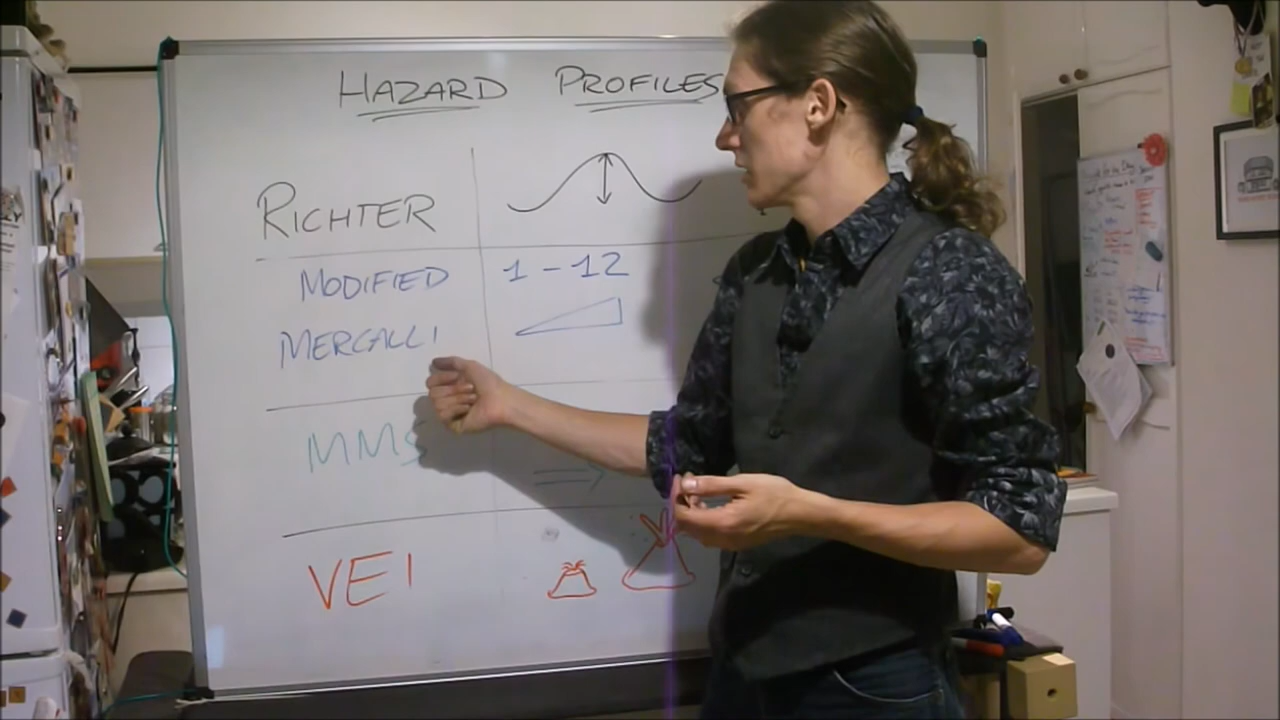 HAZARD PROFILES
RICHTER
MODIFIED 1-12
MERCALLI
MMS
VEI